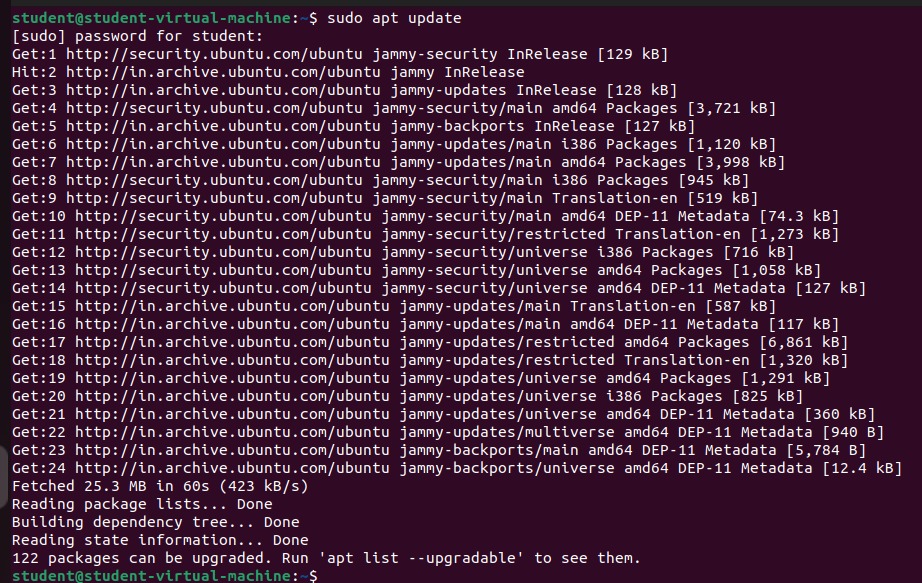 student@student-virtual-machine:~$ sudo apt update
[sudo] password for student:
Get:1 http://security.ubuntu.com/ubuntu jammy-security InRelease [129 kB]
Hit:2 http://in.archive.ubuntu.com/ubuntu jammy InRelease
Get:3 http://in.archive.ubuntu.com/ubuntu jammy-updates InRelease [128 kB]
Get:4 http://security.ubuntu.com/ubuntu jammy-security/main amd64 Packages [3,721 kB]
Get:5 http://in.archive.ubuntu.com/ubuntu jammy-backports InRelease [127 kB]
Get:6 http://in.archive.ubuntu.com/ubuntu jammy-updates/main i386 Packages [1,120 kB]
Get:7 http://in.archive.ubuntu.com/ubuntu jammy-updates/main amd64 Packages [3,998 kB]
Get:8 http://security.ubuntu.com/ubuntu jammy-security/main i386 Packages [945 kB]
Get:9 http://security.ubuntu.com/ubuntu jammy-security/main Translation-en [519 kB]
Get:10 http://security.ubuntu.com/ubuntu jammy-security/main amd64 DEP-11 Metadata [74.3 kB]
Get:11 http://security.ubuntu.com/ubuntu jammy-security/restricted Translation-en [1,273 kB]
Get:12 http://security.ubuntu.com/ubuntu jammy-security/universe i386 Packages [716 kB]
Get:13 http://security.ubuntu.com/ubuntu jammy-security/universe amd64 Packages [1,058 kB]
Get:14 http://security.ubuntu.com/ubuntu jammy-security/universe amd64 DEP-11 Metadata [127 kB]
Get:15 http://in.archive.ubuntu.com/ubuntu jammy-updates/main Translation-en [587 kB]
Get:16 http://in.archive.ubuntu.com/ubuntu jammy-updates/main amd64 DEP-11 Metadata [117 kB]
Get:17 http://in.archive.ubuntu.com/ubuntu jammy-updates/restricted amd64 Packages [6,861 kB]
Get:18 http://in.archive.ubuntu.com/ubuntu jammy-updates/restricted Translation-en [1,320 kB]
Get:19 http://in.archive.ubuntu.com/ubuntu jammy-updates/universe amd64 Packages [1,291 kB]
Get:20 http://in.archive.ubuntu.com/ubuntu jammy-updates/universe i386 Packages [825 kB]
Get:21 http://in.archive.ubuntu.com/ubuntu jammy-updates/universe amd64 DEP-11 Metadata [360 kB]
Get:22 http://in.archive.ubuntu.com/ubuntu jammy-updates/multiverse amd64 DEP-11 Metadata [940 B]
Get:23 http://in.archive.ubuntu.com/ubuntu jammy-backports/main amd64 DEP-11 Metadata [5,784 B]
Get:24 http://in.archive.ubuntu.com/ubuntu jammy-backports/universe amd64 DEP-11 Metadata [12.4 kB]
Fetched 25.3 MB in 60s (423 kB/s)
Reading package lists... Done
Building dependency tree... Done
Reading state information... Done
122 packages can be upgraded. Run 'apt list --upgradable' to see them.
student@student-virtual-machine:~$